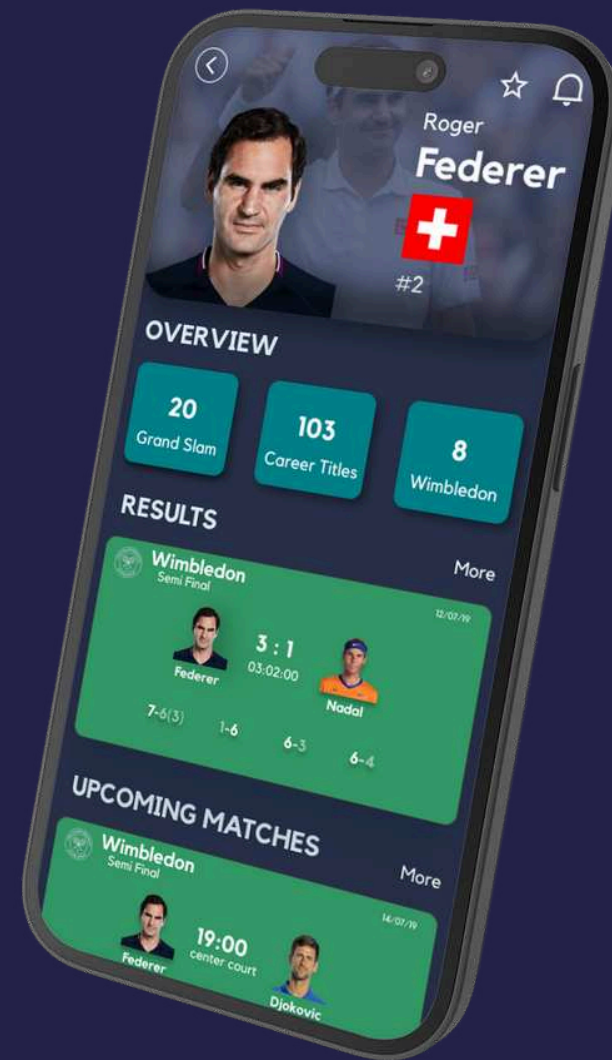 Roger
Federer
#2
OVERVIEW
20
Grand Slam
103
Career Titles
8
Wimbledon
RESULTS
More
Wimbledon
Semi Final
12/07/19
3 : 1
03:02:00
Federer
Nadal
7-6(3)
1-6
6-3
6-4
UPCOMING MATCHES
More
Wimbledon
Semi Final
14/07/19
19:00
center court
Federer
Djokovic